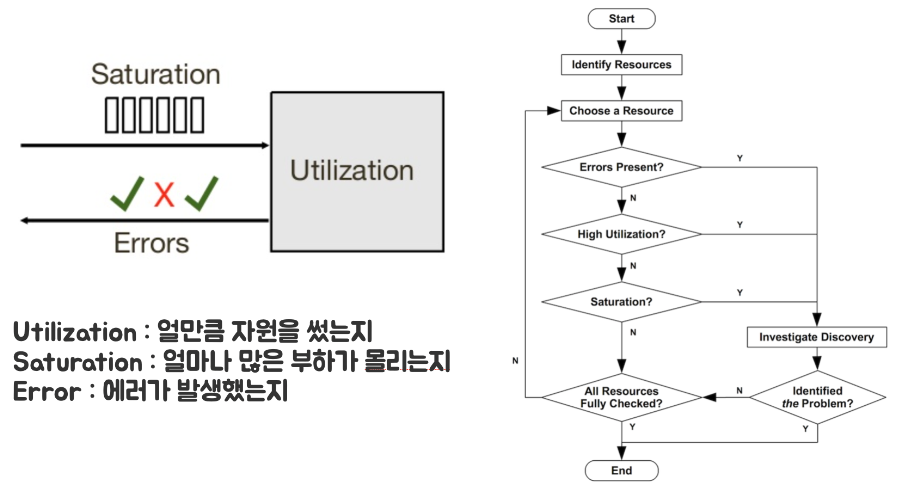 Saturation
Utilization
X
Errors
Utilization : 얼만큼 자원을 썼는지
Saturation : 얼마나 많은 부하가 몰리는지
Error : 에러가 발생했는지
Start
Identify Resources
Choose a Resource
Errors Present?
Y
N
High Utilization?
Y
N
Saturation?
Y
N
Investigate Discovery
N
All Resources
Fully Checked?
N
Identified
the Problem?
Y
Y
End